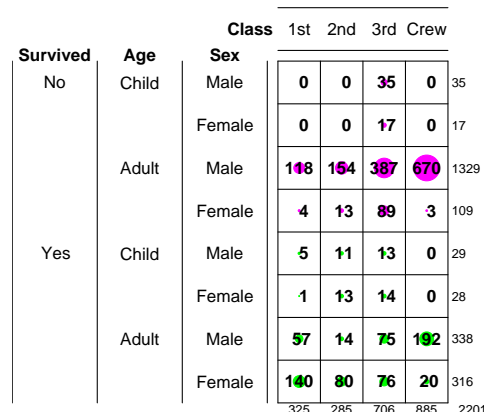 Class 1st 2nd 3rd Crew
Survived Age Sex
No Child Male 0 0 35 0 35
Female 0 0 17 0 17
Adult Male 118 154 387 670 1329
Female 4 13 89 3 109
Yes Child Male 5 11 13 0 29
Female 1 13 14 0 28
Adult Male 57 14 75 192 338
Female 140 80 76 20 316
325 285 706 885 2201